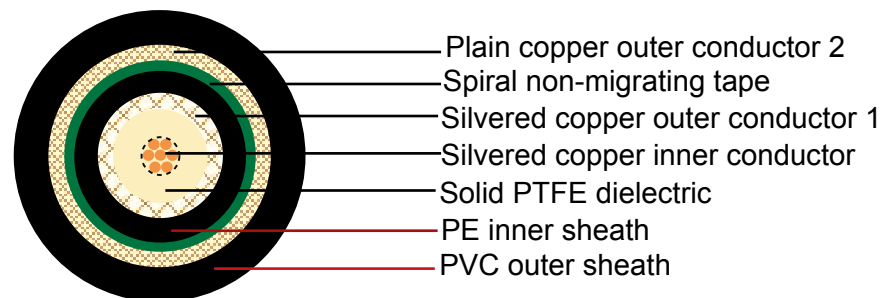 Plain copper outer conductor 2
Spiral non-migrating tape
Silvered copper outer conductor 1
Silvered copper inner conductor
Solid PTFE dielectric
PE inner sheath
PVC outer sheath